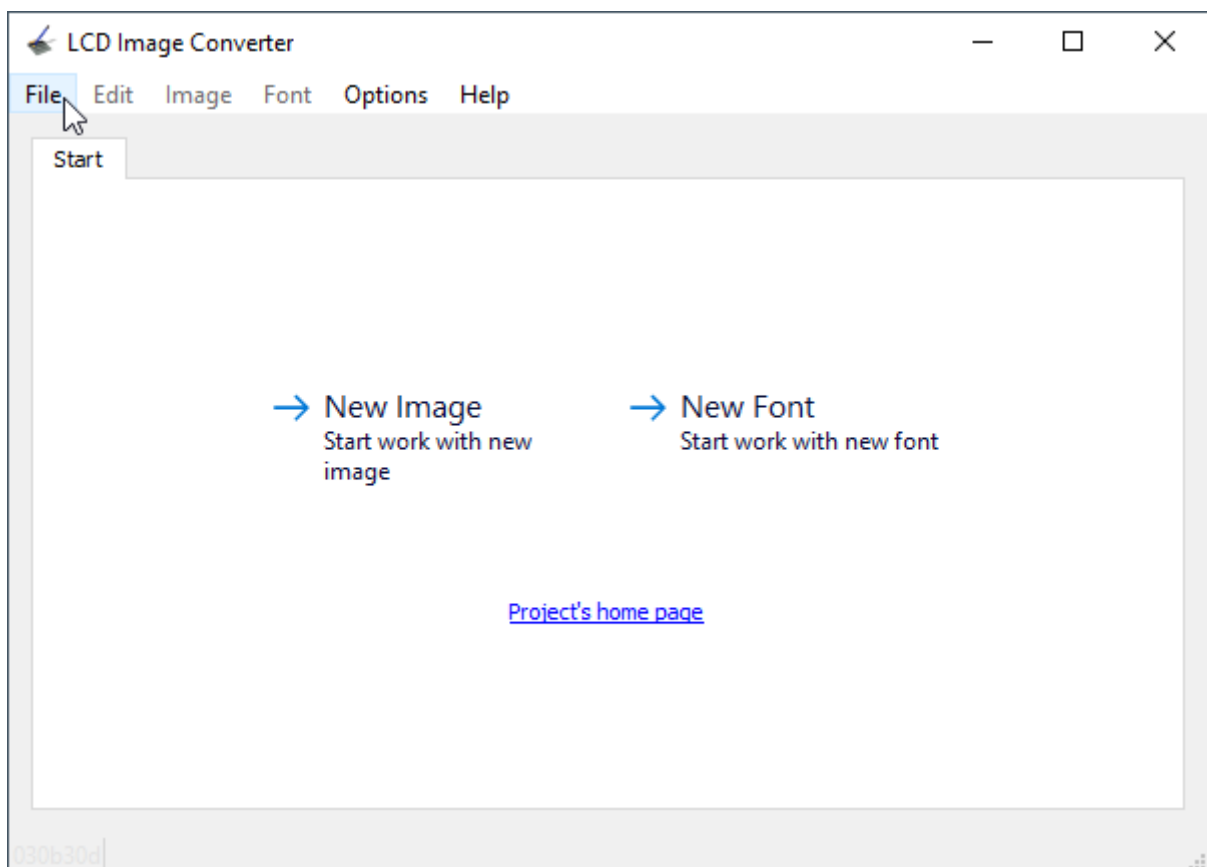 LCD Image Converter
File Edit Image Font Options Help
Start
New Image
Start work with new
image
New Font
Start work with new font
Project's home page
030b30d